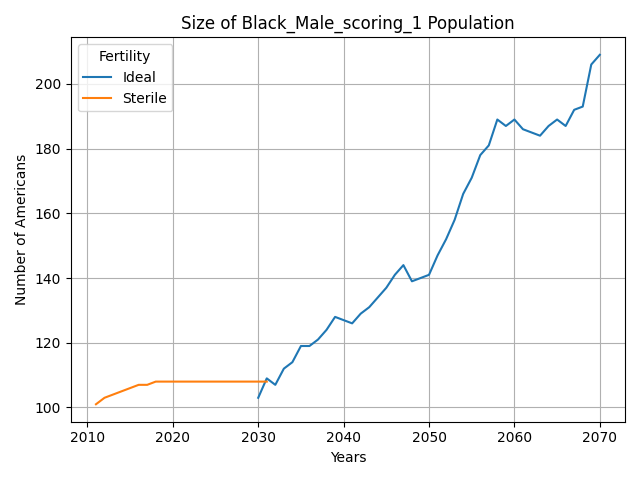 Size of Black_Male_scoring_1 Population
Fertility
Ideal
Sterile
Number of Americans
200
180
160
140
120
100
2010 2020 2030 2040 2050 2060 2070
Years